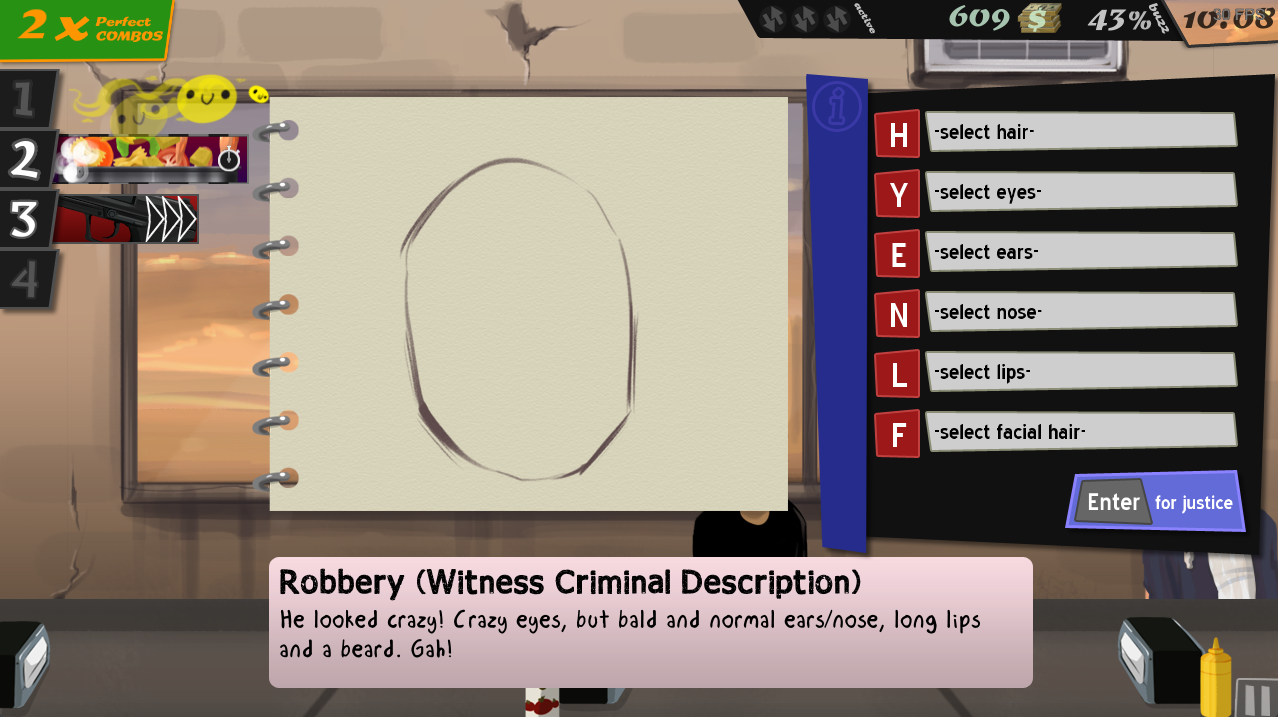 2 x Perfect
COMBOS
active
609 $
43% buzz
10:08
1
2
3
4
i
H -select hair-
Y -select eyes-
E -select ears-
N -select nose-
L -select lips-
F -select facial hair-
Enter for justice
Robbery (Witness Criminal Description)
He looked crazy! Crazy eyes, but bald and normal ears/nose, long lips
and a beard. Gah!